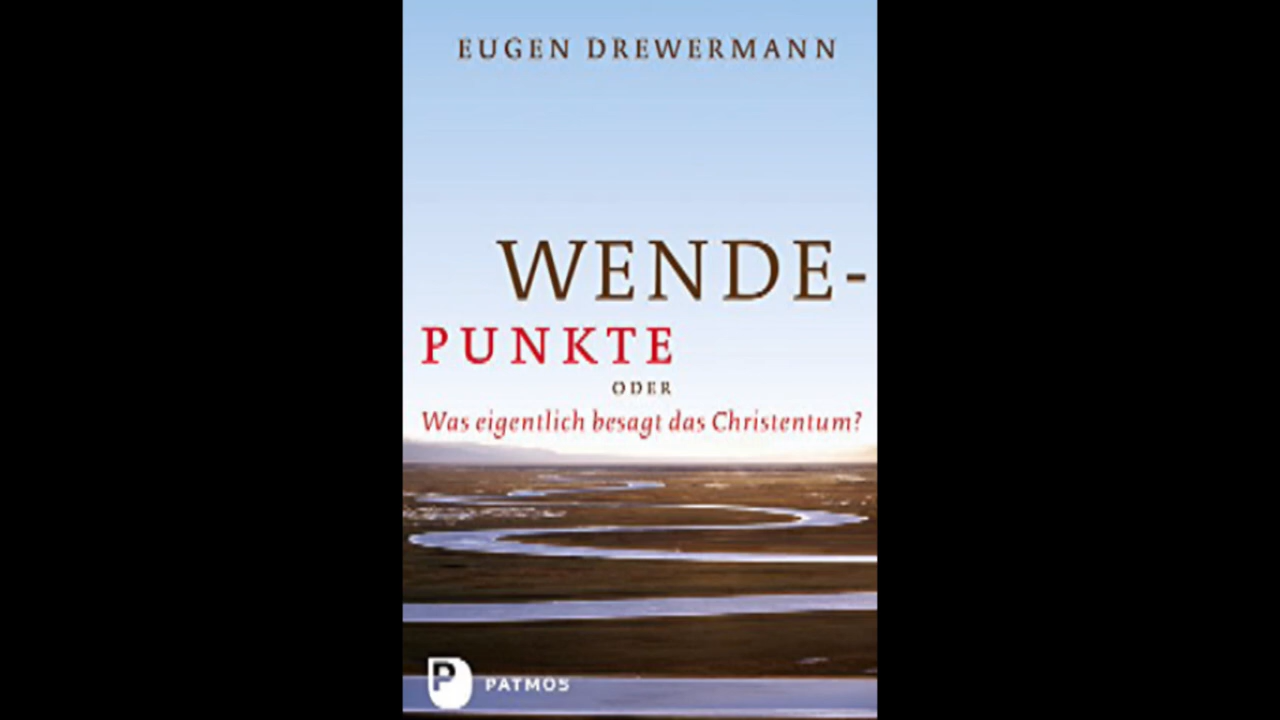 EUGEN DREWERMANN
WENDE-
PUNKTE
ODER
Was eigentlich besagt das Christentum?
P PATMOS